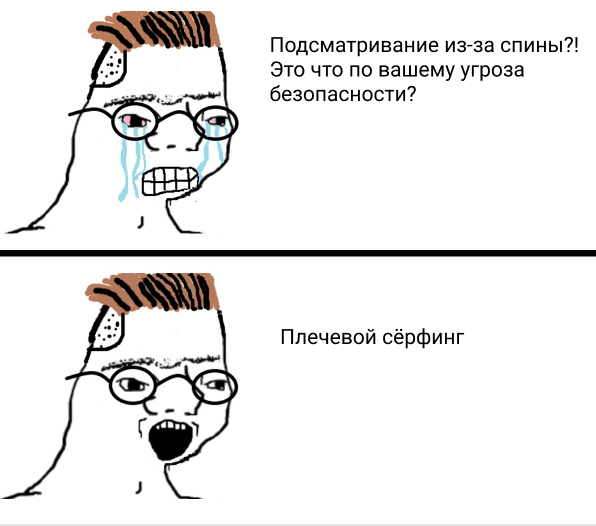 Подсматривание из-за спины?!
Это что по вашему угроза
безопасности?
Плечевой сёрфинг